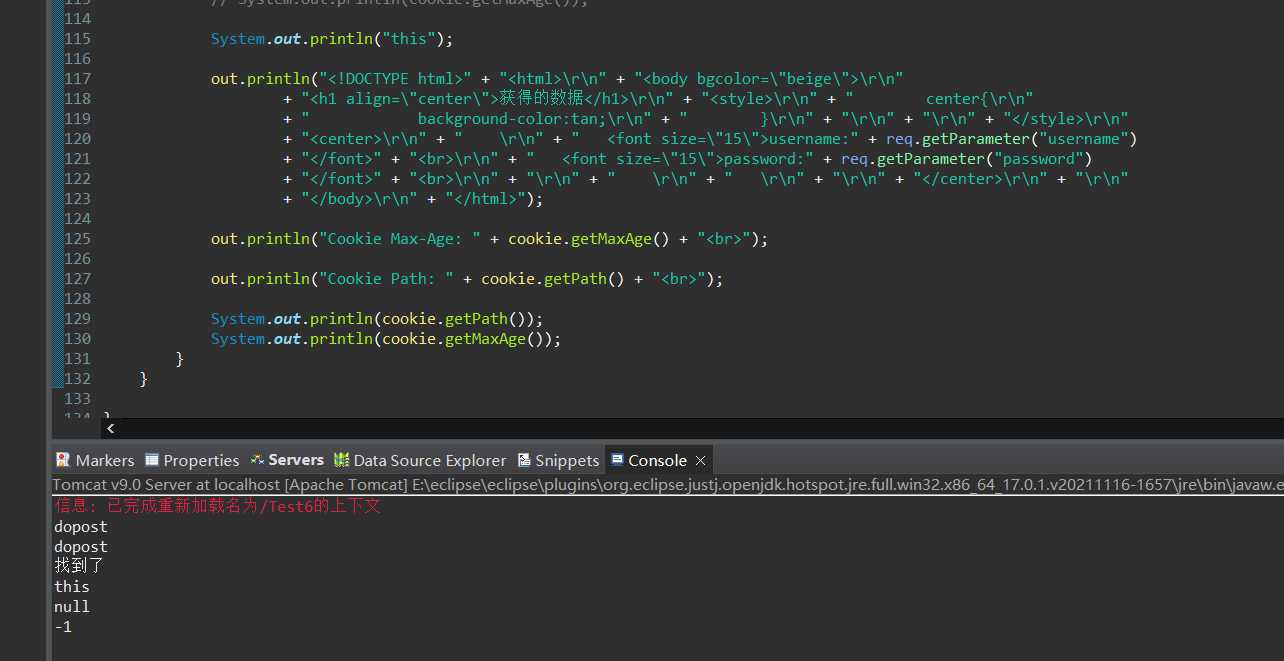 // System.out.println(cookie.getMaxAge());
114
115 System.out.println("this");
116
117 out.println("<!DOCTYPE html>" + "<html>\r\n" + "<body bgcolor=\"beige\">\r\n"
118 + "<h1 align=\"center\">获得的数据</h1>\r\n" + "<style>\r\n" + "        center{\r\n"
119 + "            background-color:tan;\r\n" + "        }\r\n" + "\r\n" + "\r\n" + "</style>\r\n"
120 + "<center>\r\n" + "    \r\n" + "   <font size=\"15\">username:" + req.getParameter("username")
121 + "</font>" + "<br>\r\n" + "   <font size=\"15\">password:" + req.getParameter("password")
122 + "</font>" + "<br>\r\n" + "\r\n" + "    \r\n" + "   \r\n" + "\r\n" + "</center>\r\n" + "\r\n"
123 + "</body>\r\n" + "</html>");
124
125 out.println("Cookie Max-Age: " + cookie.getMaxAge() + "<br>");
126
127 out.println("Cookie Path: " + cookie.getPath() + "<br>");
128
129 System.out.println(cookie.getPath());
130 System.out.println(cookie.getMaxAge());
131 }
132 }
133
134 }
Markers Properties Servers Data Source Explorer Snippets Console
Tomcat v9.0 Server at localhost [Apache Tomcat] E:\eclipse\eclipse\plugins\org.eclipse.justj.openjdk.hotspot.jre.full.win32.x86_64_17.0.1.v20211116-1657\jre\bin\javaw.e
信息: 已完成重新加载名为/Test6的上下文
dopost
dopost
找到了
this
null
-1